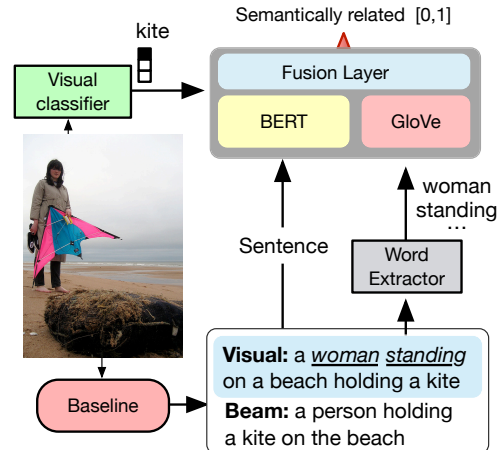 Semantically related [0,1]
kite
Visual
classifier
Fusion Layer
BERT
GloVe
woman
standing
...
Sentence
Word
Extractor
Visual: a woman standing
on a beach holding a kite
Baseline
Beam: a person holding
a kite on the beach